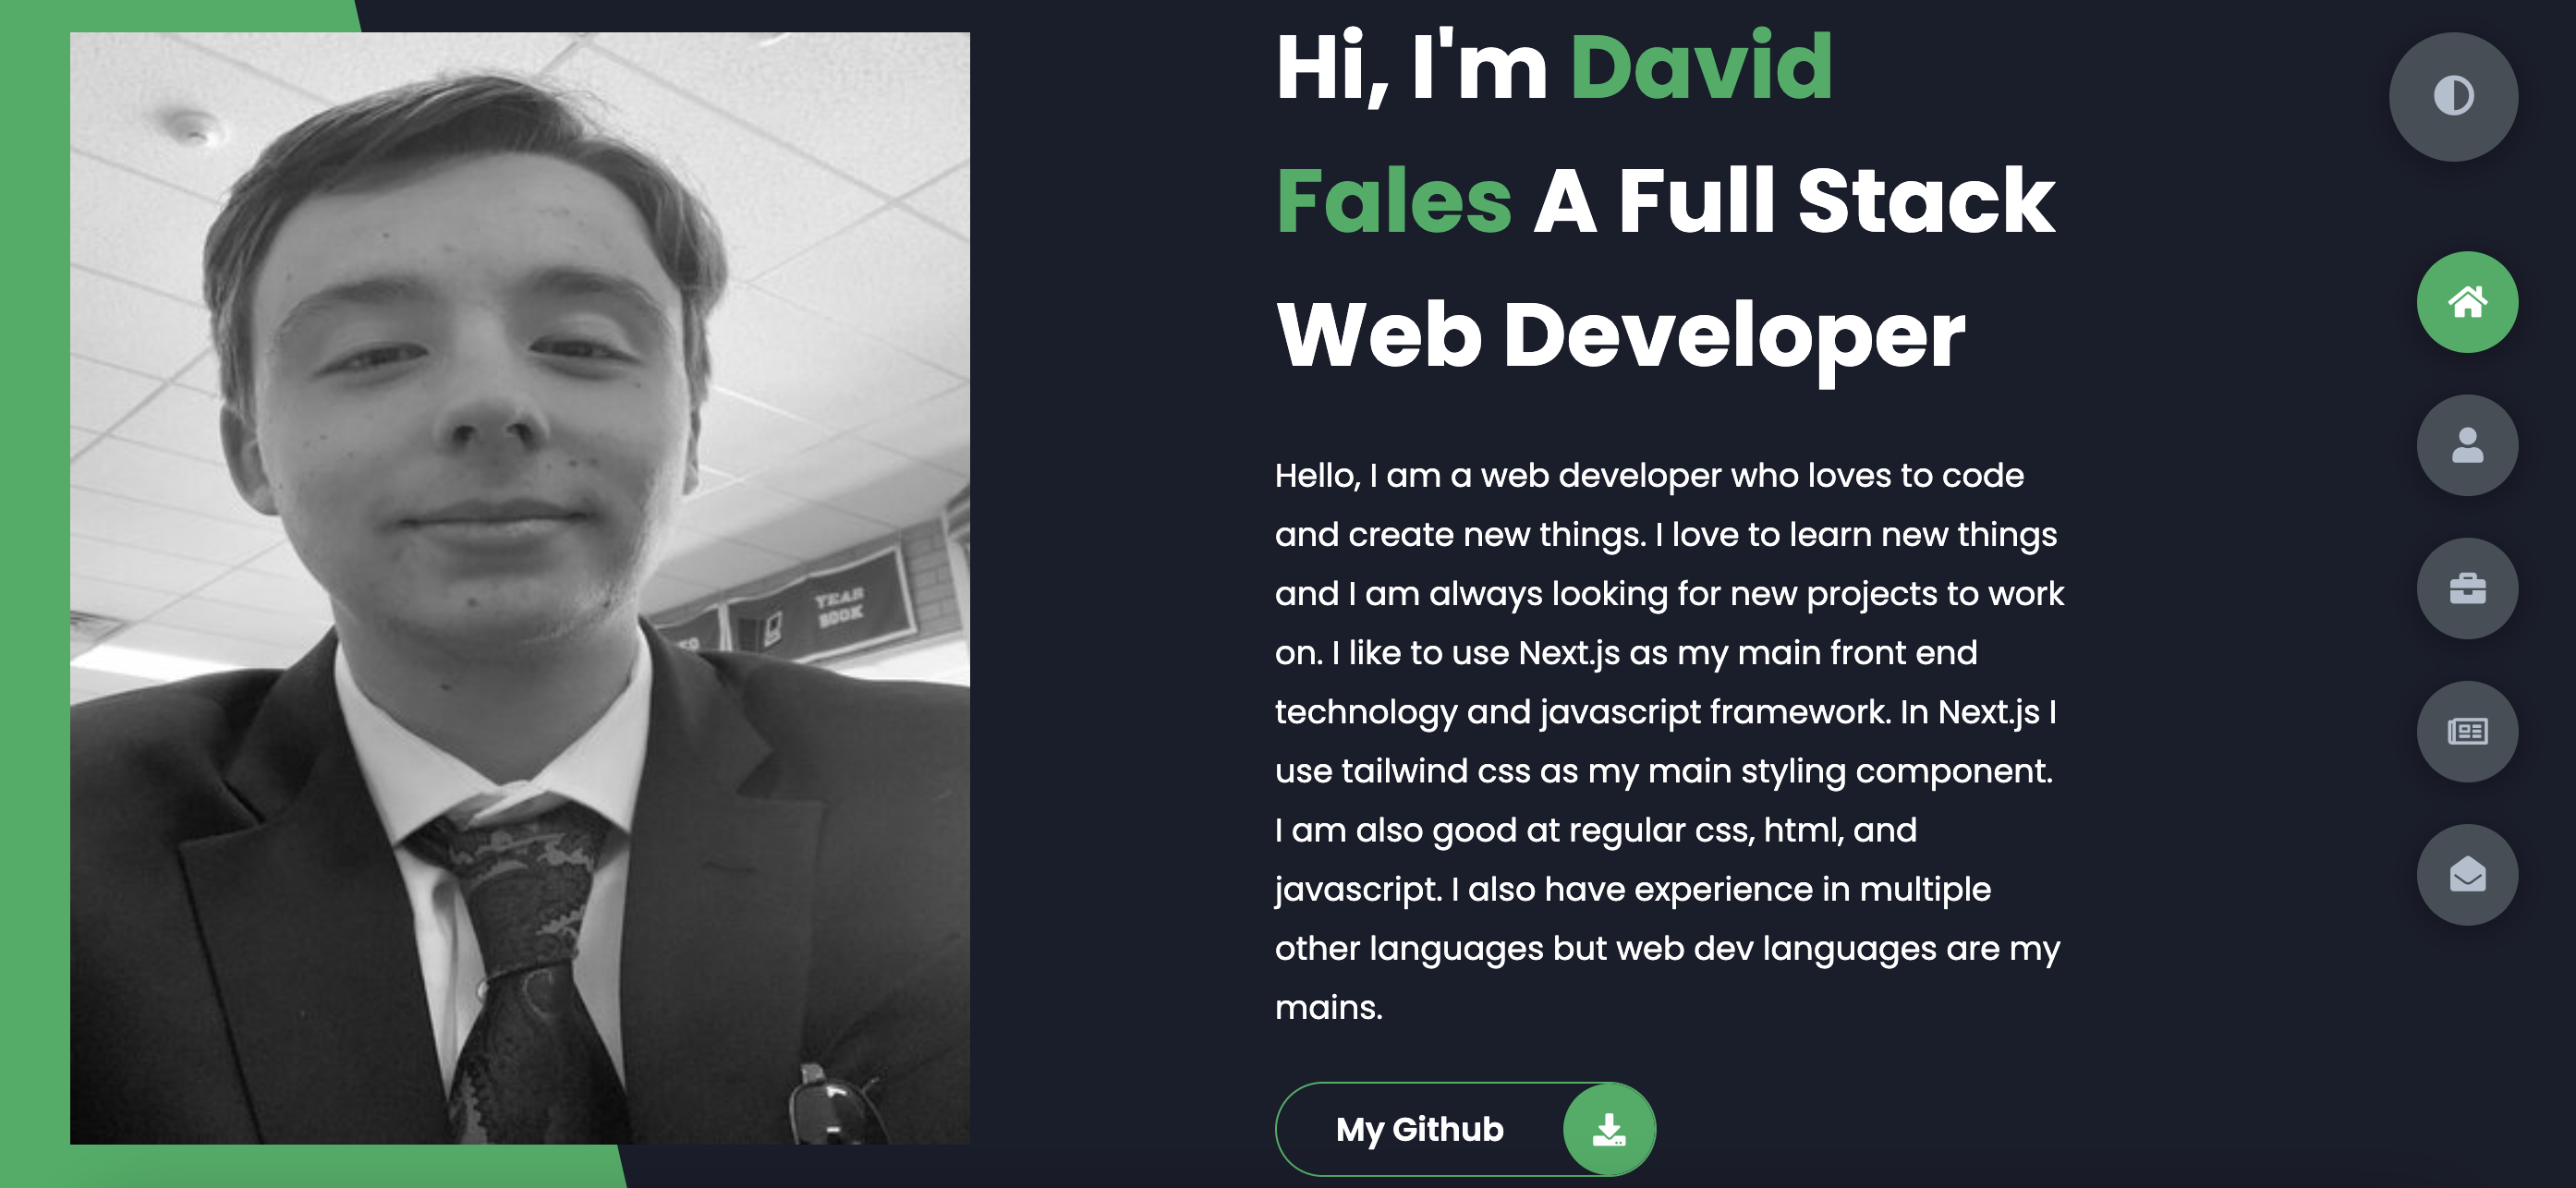 Hi, I'm David
Fales A Full Stack
Web Developer
Hello, I am a web developer who loves to code
and create new things. I love to learn new things
and I am always looking for new projects to work
on. I like to use Next.js as my main front end
technology and javascript framework. In Next.js I
use tailwind css as my main styling component.
I am also good at regular css, html, and
javascript. I also have experience in multiple
other languages but web dev languages are my
mains.
My Github
YEAR
BOOK